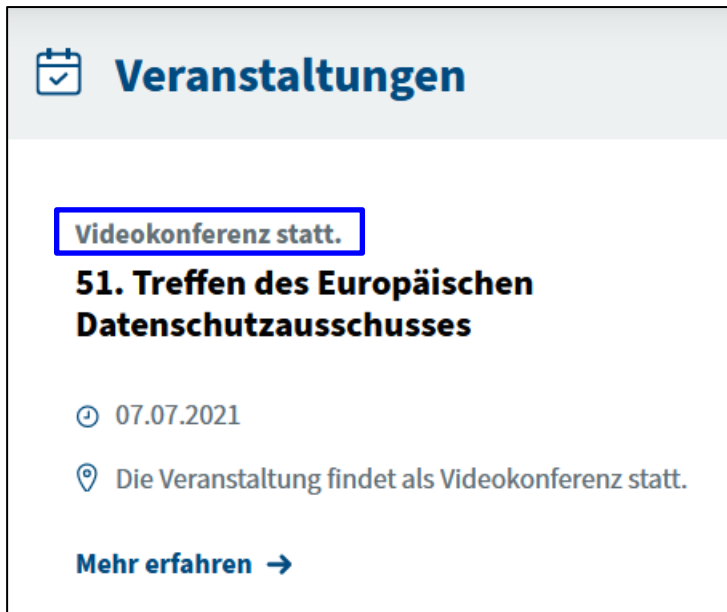 Veranstaltungen
Videokonferenz statt.
51. Treffen des Europäischen
Datenschutzausschusses
07.07.2021
Die Veranstaltung findet als Videokonferenz statt.
Mehr erfahren →